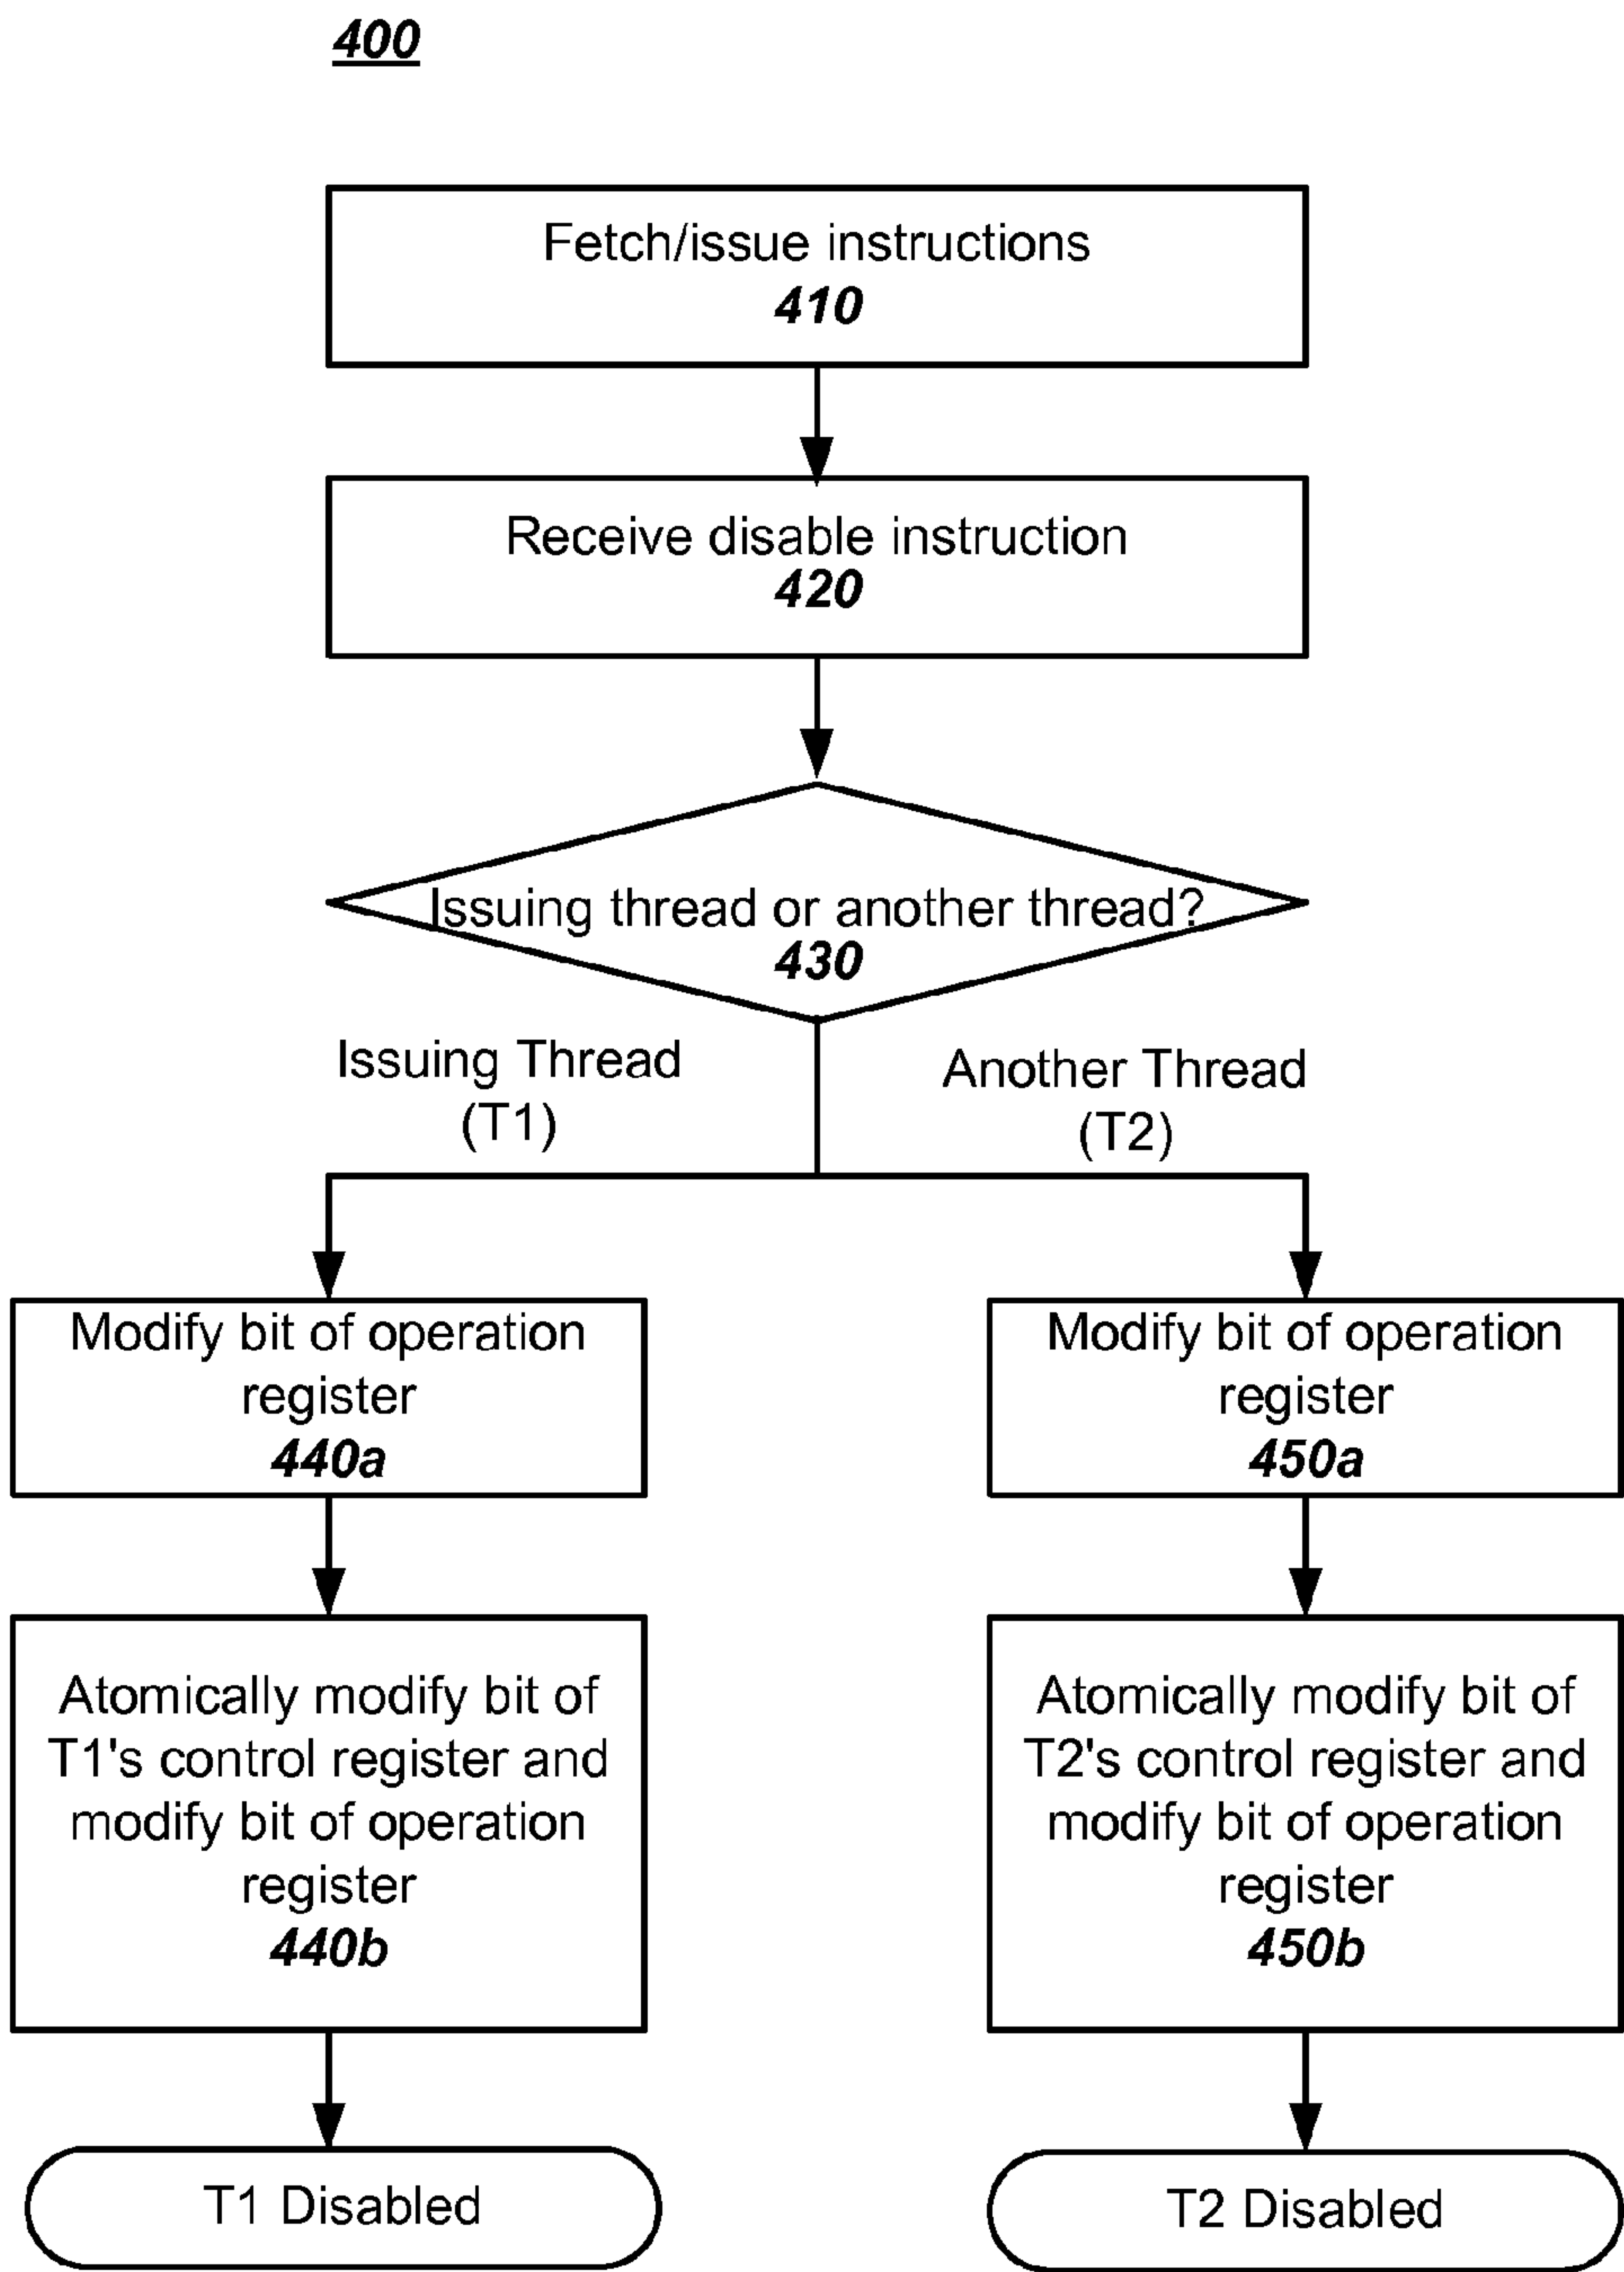 400
Fetch/issue instructions
410
Receive disable instruction
420
Issuing thread or another thread?
430
Issuing Thread
(T1)
Another Thread
(T2)
Modify bit of operation
register
440a
Modify bit of operation
register
450a
Atomically modify bit of
T1's control register and
modify bit of operation
register
440b
Atomically modify bit of
T2's control register and
modify bit of operation
register
450b
T1 Disabled
T2 Disabled